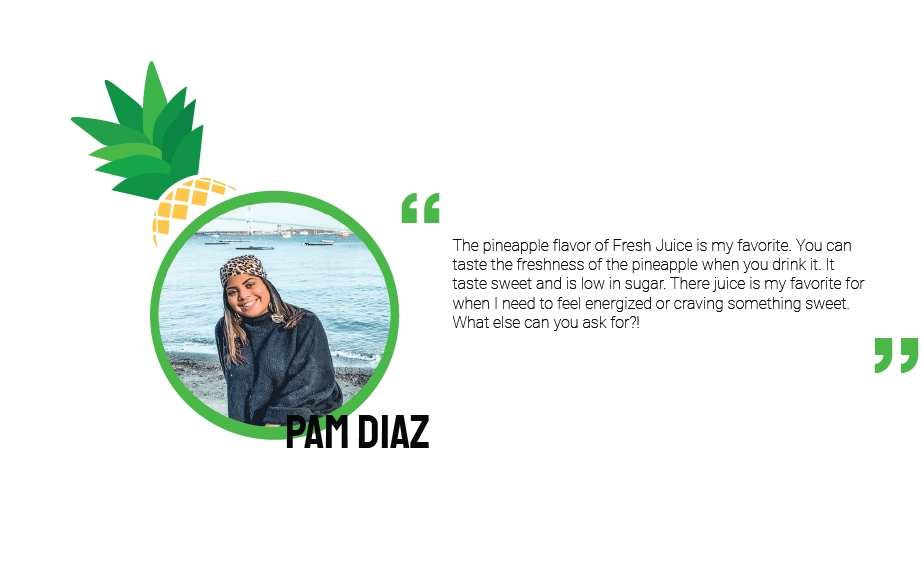 The pineapple flavor of Fresh Juice is my favorite. You can
taste the freshness of the pineapple when you drink it. It
taste sweet and is low in sugar. There juice is my favorite for
when I need to feel energized or craving something sweet.
What else can you ask for?!
PAM DIAZ